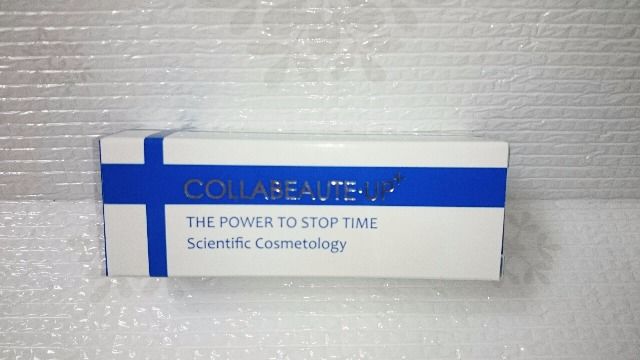 COLLABEAUTE·UP+
THE POWER TO STOP TIME
Scientific Cosmetology